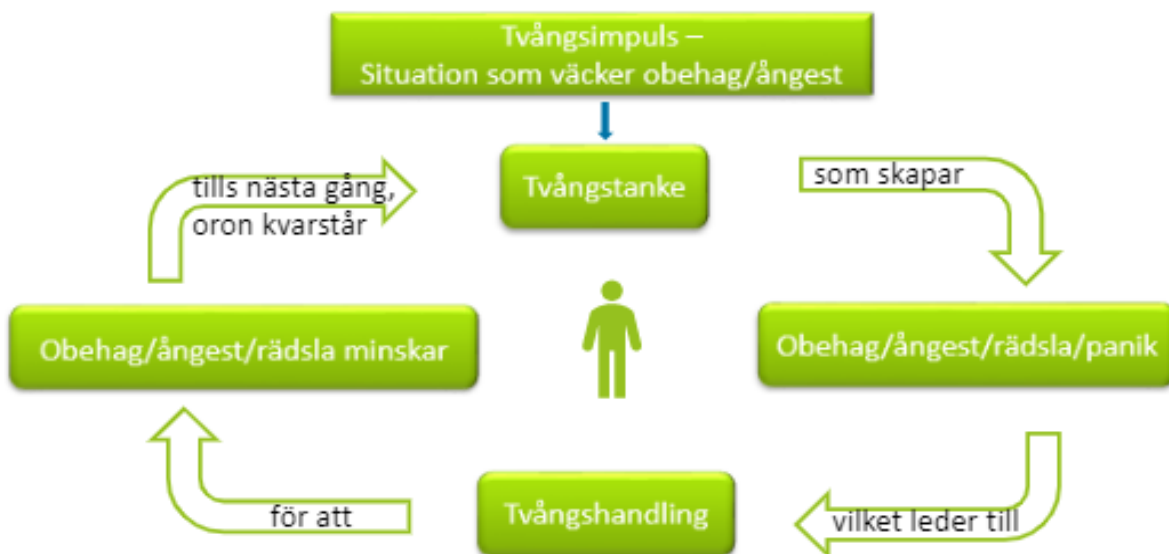 Tvångsimpuls –
Situation som väcker obehag/ångest
Tvångstanke
som skapar
Obehag/ångest/rädsla/panik
vilket leder till
Tvångshandling
för att
Obehag/ångest/rädsla minskar
tills nästa gång,
oron kvarstår